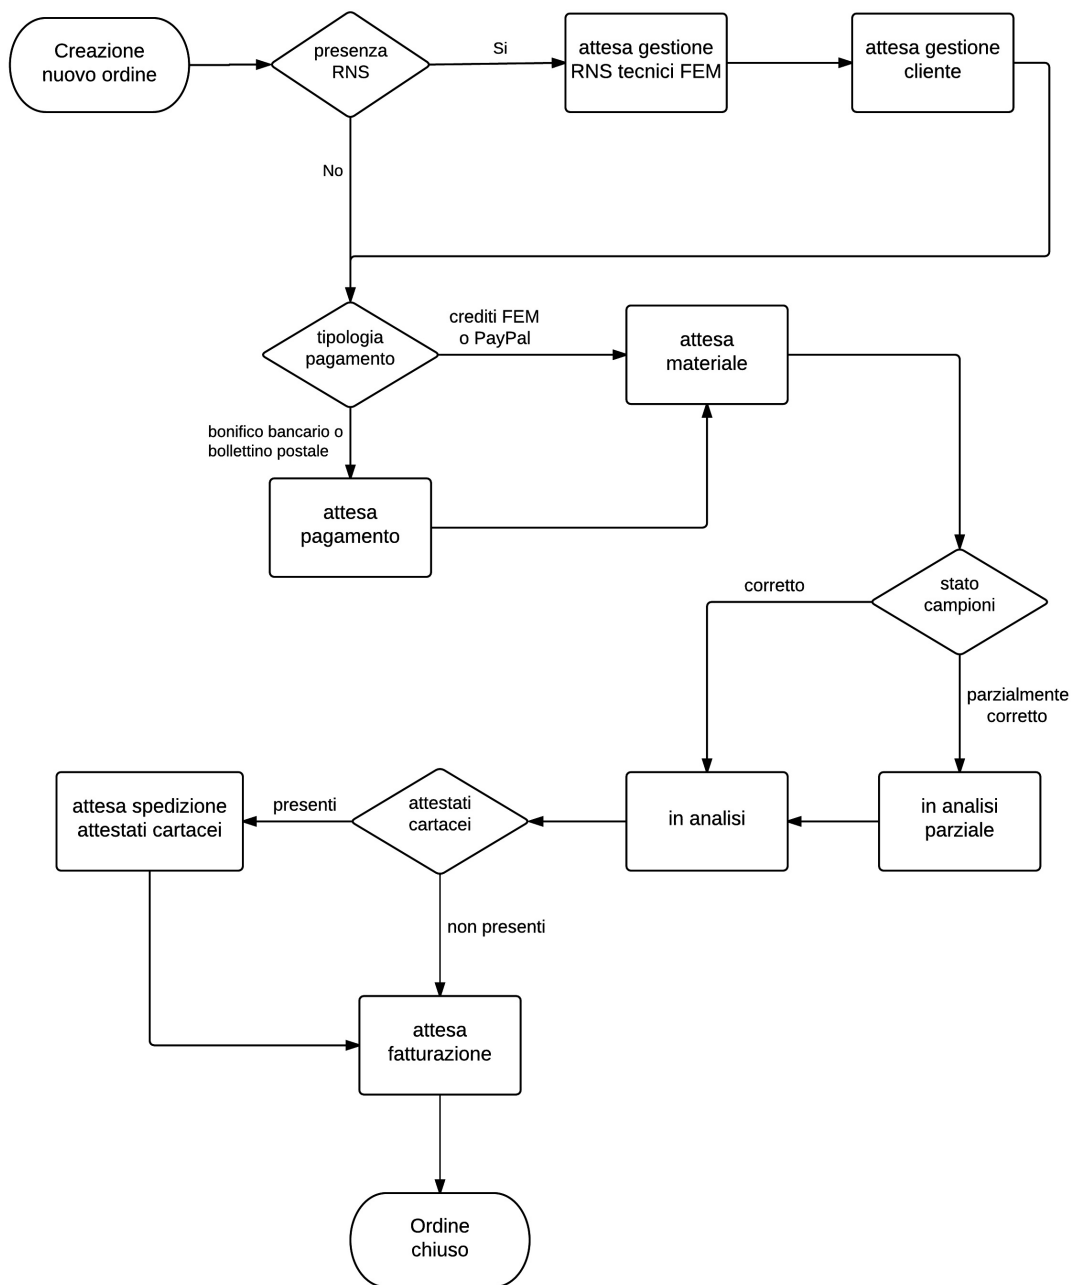 Creazione
nuovo ordine
presenza
RNS
Si
attesa gestione
RNS tecnici FEM
attesa gestione
cliente
No
tipologia
pagamento
crediti FEM
o PayPal
attesa
materiale
bonifico bancario o
bollettino postale
attesa
pagamento
stato
campioni
corretto
parzialmente
corretto
in analisi
parziale
in analisi
attestati
cartacei
presenti
attesa spedizione
attestati cartacei
non presenti
attesa
fatturazione
Ordine
chiuso